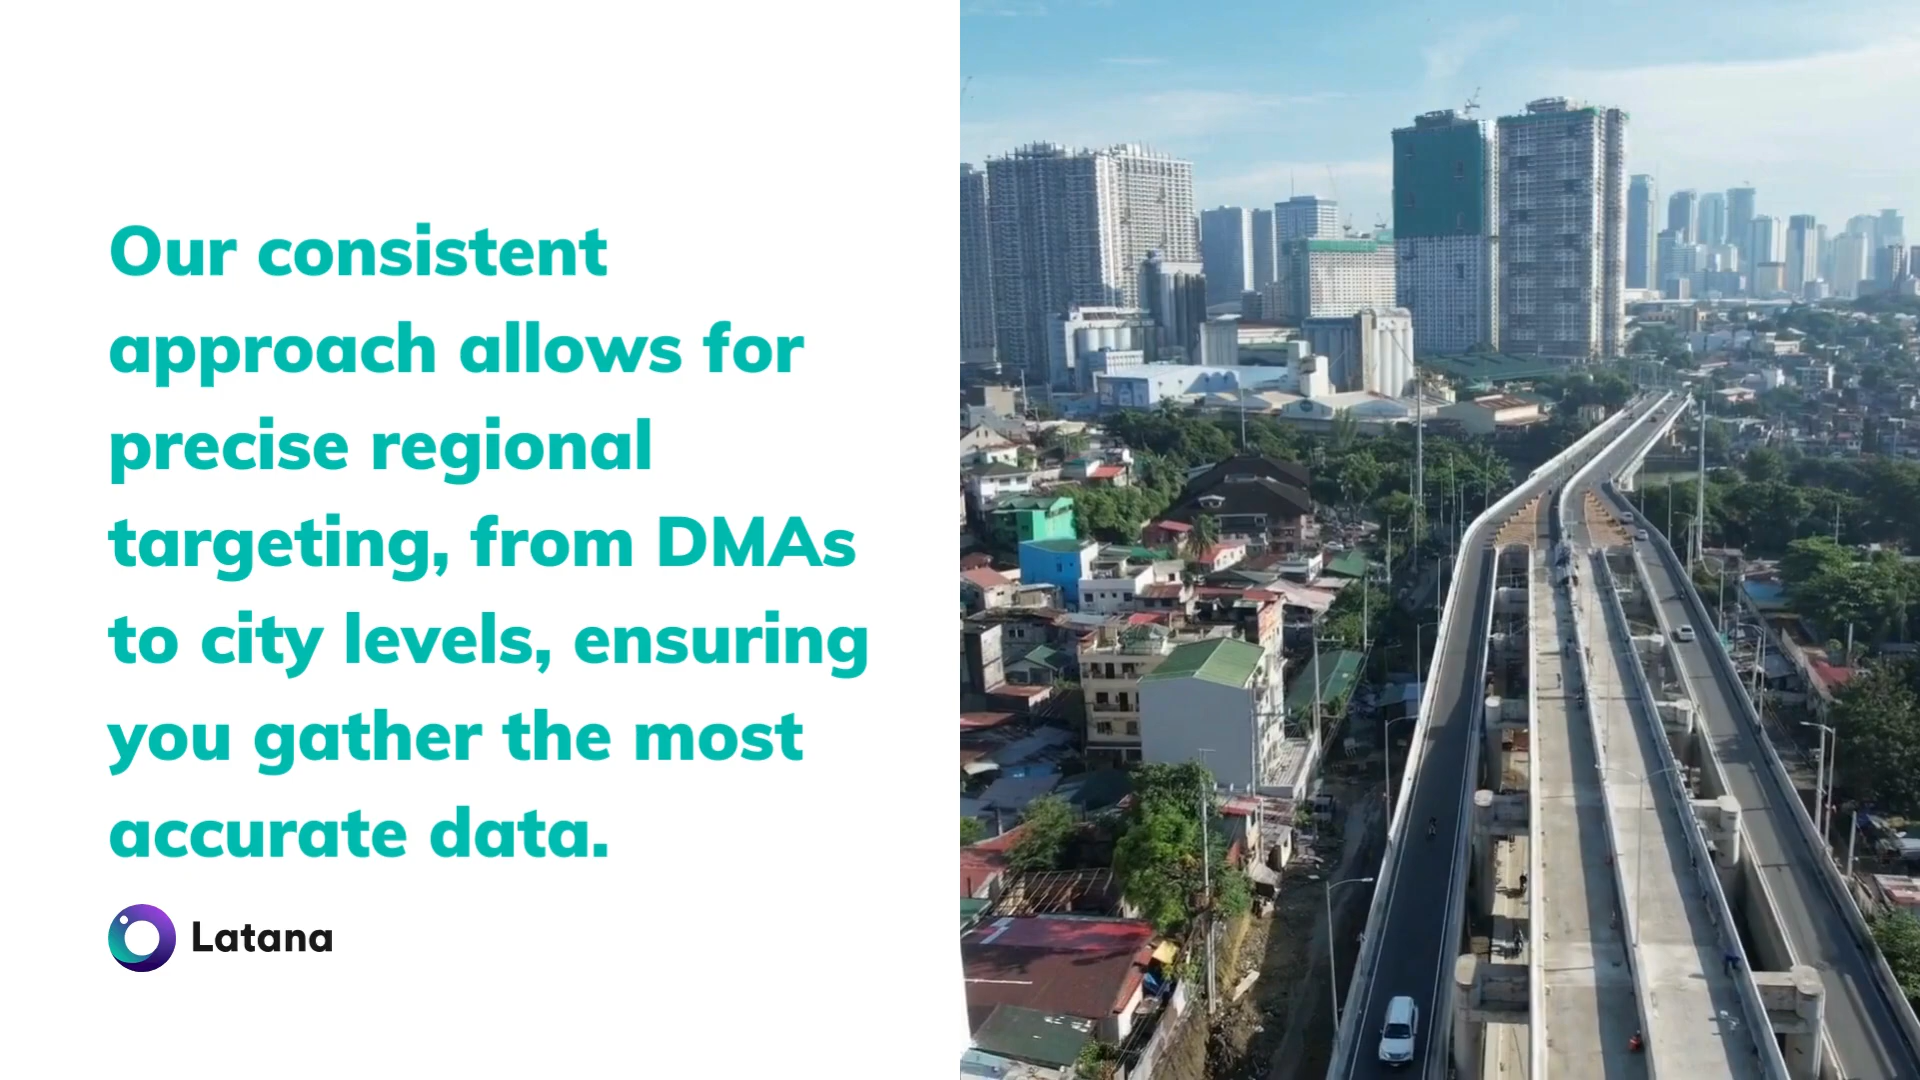 Our consistent
approach allows for
precise regional
targeting, from DMAs
to city levels, ensuring
you gather the most
accurate data.
Latana